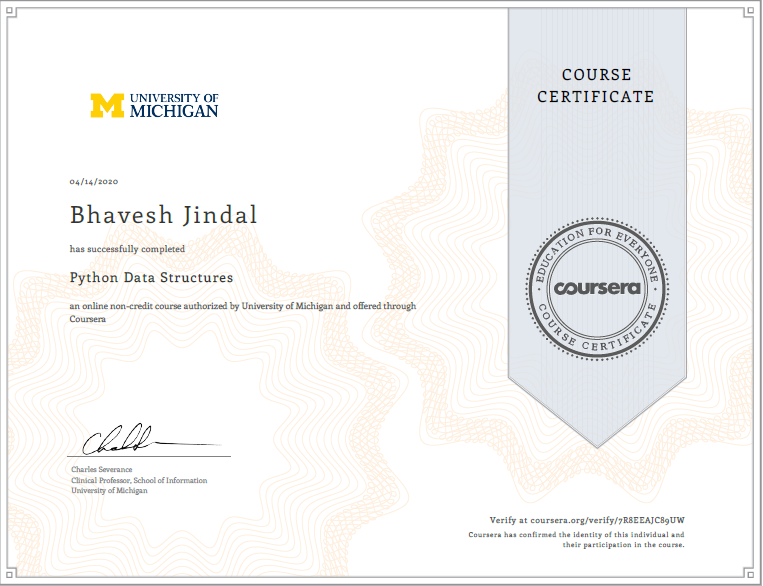 COURSE
CERTIFICATE
UNIVERSITY OF
MICHIGAN
04/14/2020
Bhavesh Jindal
has successfully completed
Python Data Structures
an online non-credit course authorized by University of Michigan and offered through
Coursera
EDUCATION FOR EVERYONE
coursera
COURSE CERTIFICATE
Charles Severance
Clinical Professor, School of Information
University of Michigan
Verify at coursera.org/verify/7R8EEAJC89UW
Coursera has confirmed the identity of this individual and
their participation in the course.